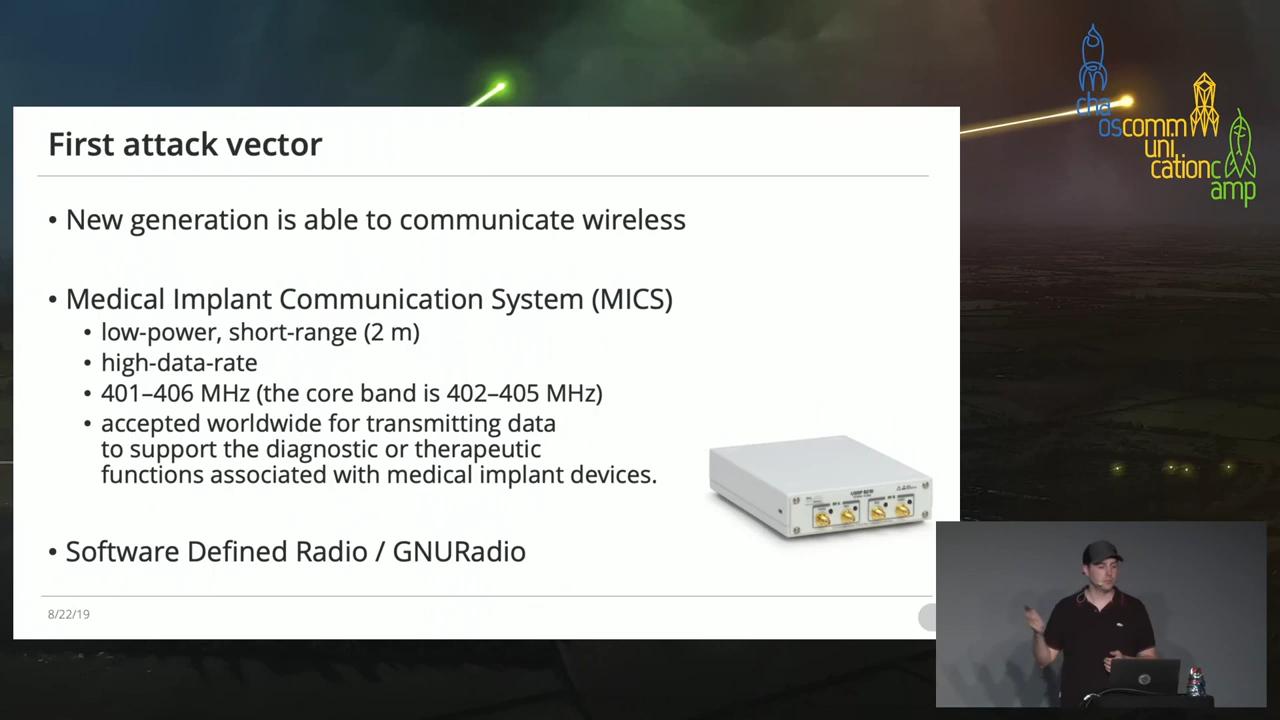 First attack vector
• New generation is able to communicate wireless
• Medical Implant Communication System (MICS)
• low-power, short-range (2 m)
• high-data-rate
• 401–406 MHz (the core band is 402–405 MHz)
• accepted worldwide for transmitting data
to support the diagnostic or therapeutic
functions associated with medical implant devices.
• Software Defined Radio / GNURadio
8/22/19
cha
oscomm
uni
cationc
amp